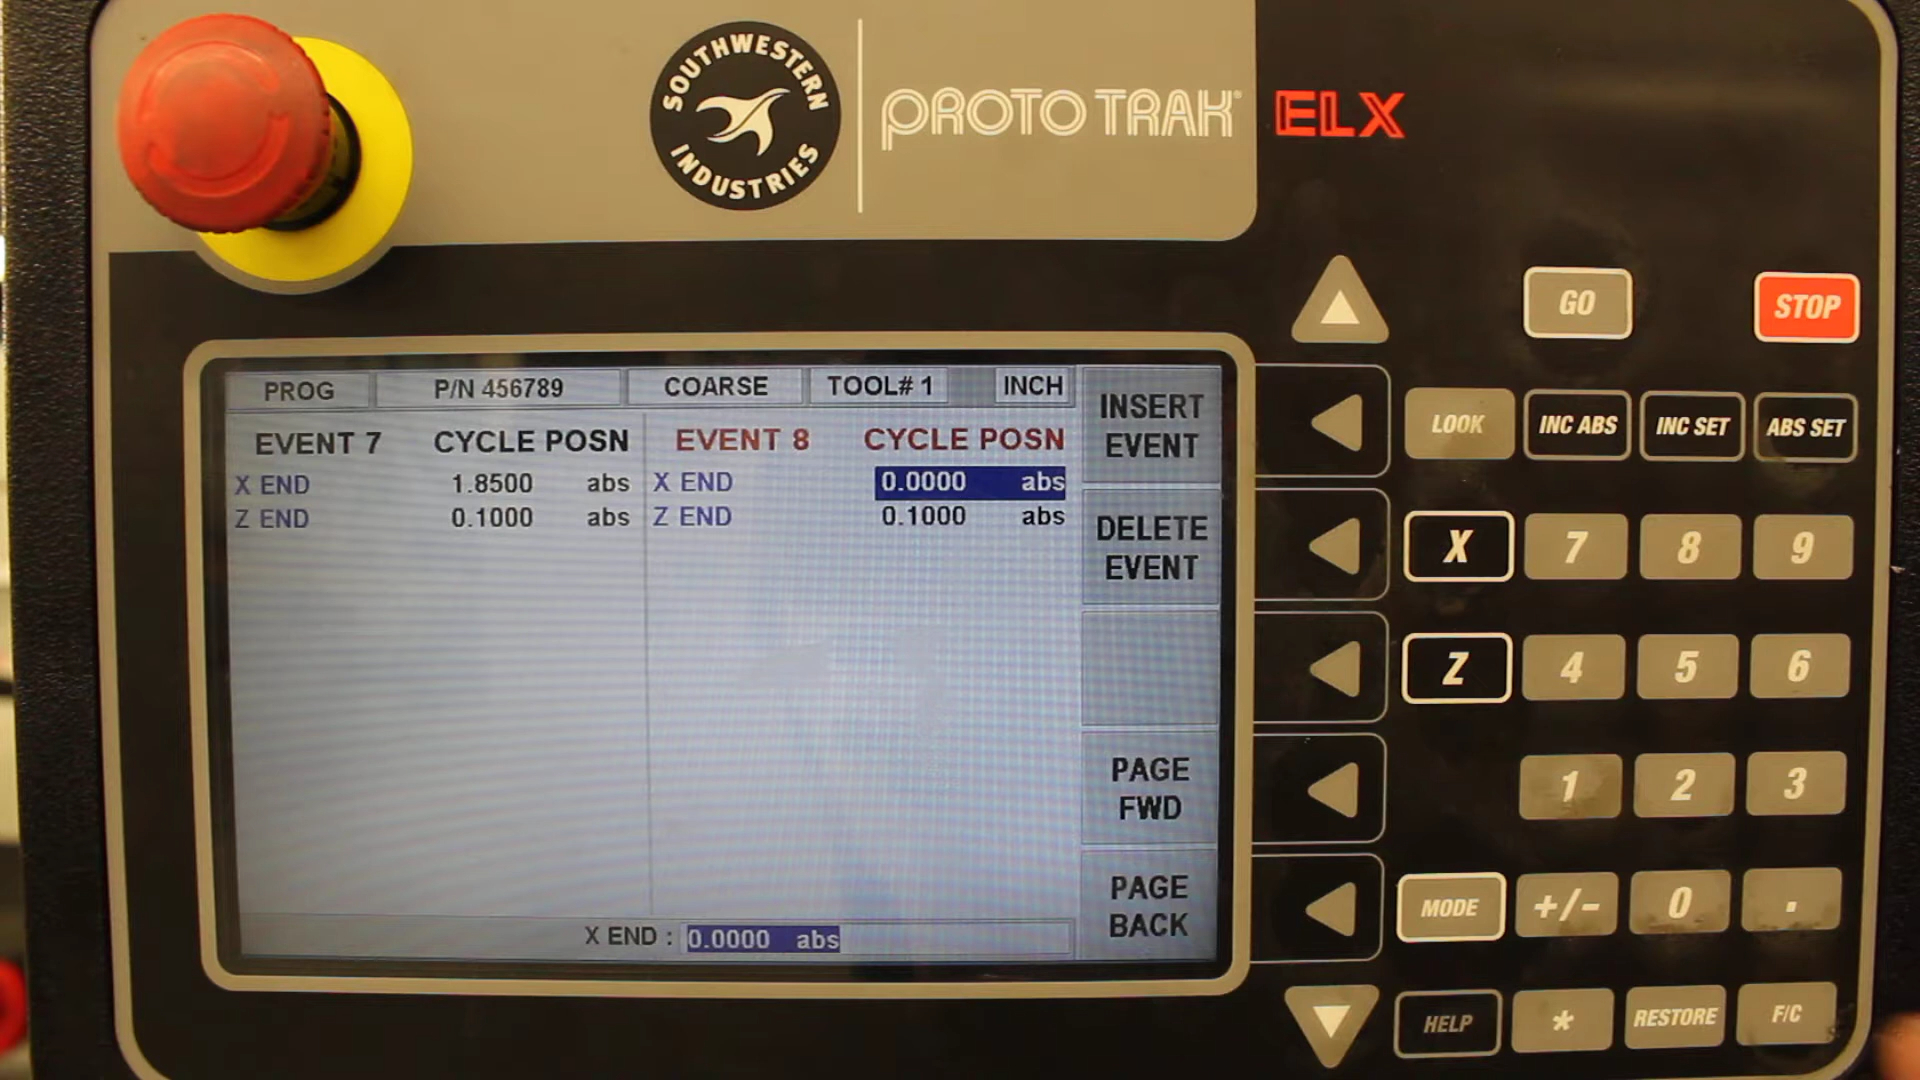 SOUTHWESTERN
INDUSTRIES
PROTO TRAK® ELX
PROG P/N 456789 COARSE TOOL# 1 INCH
EVENT 7 CYCLE POSN EVENT 8 CYCLE POSN
X END 1.8500 abs X END 0.0000 abs
Z END 0.1000 abs Z END 0.1000 abs
X END : 0.0000 abs
INSERT
EVENT
DELETE
EVENT
PAGE
FWD
PAGE
BACK
GO STOP
LOOK INC ABS INC SET ABS SET
X 7 8 9
Z 4 5 6
1 2 3
MODE +/- 0 .
HELP * RESTORE F/C